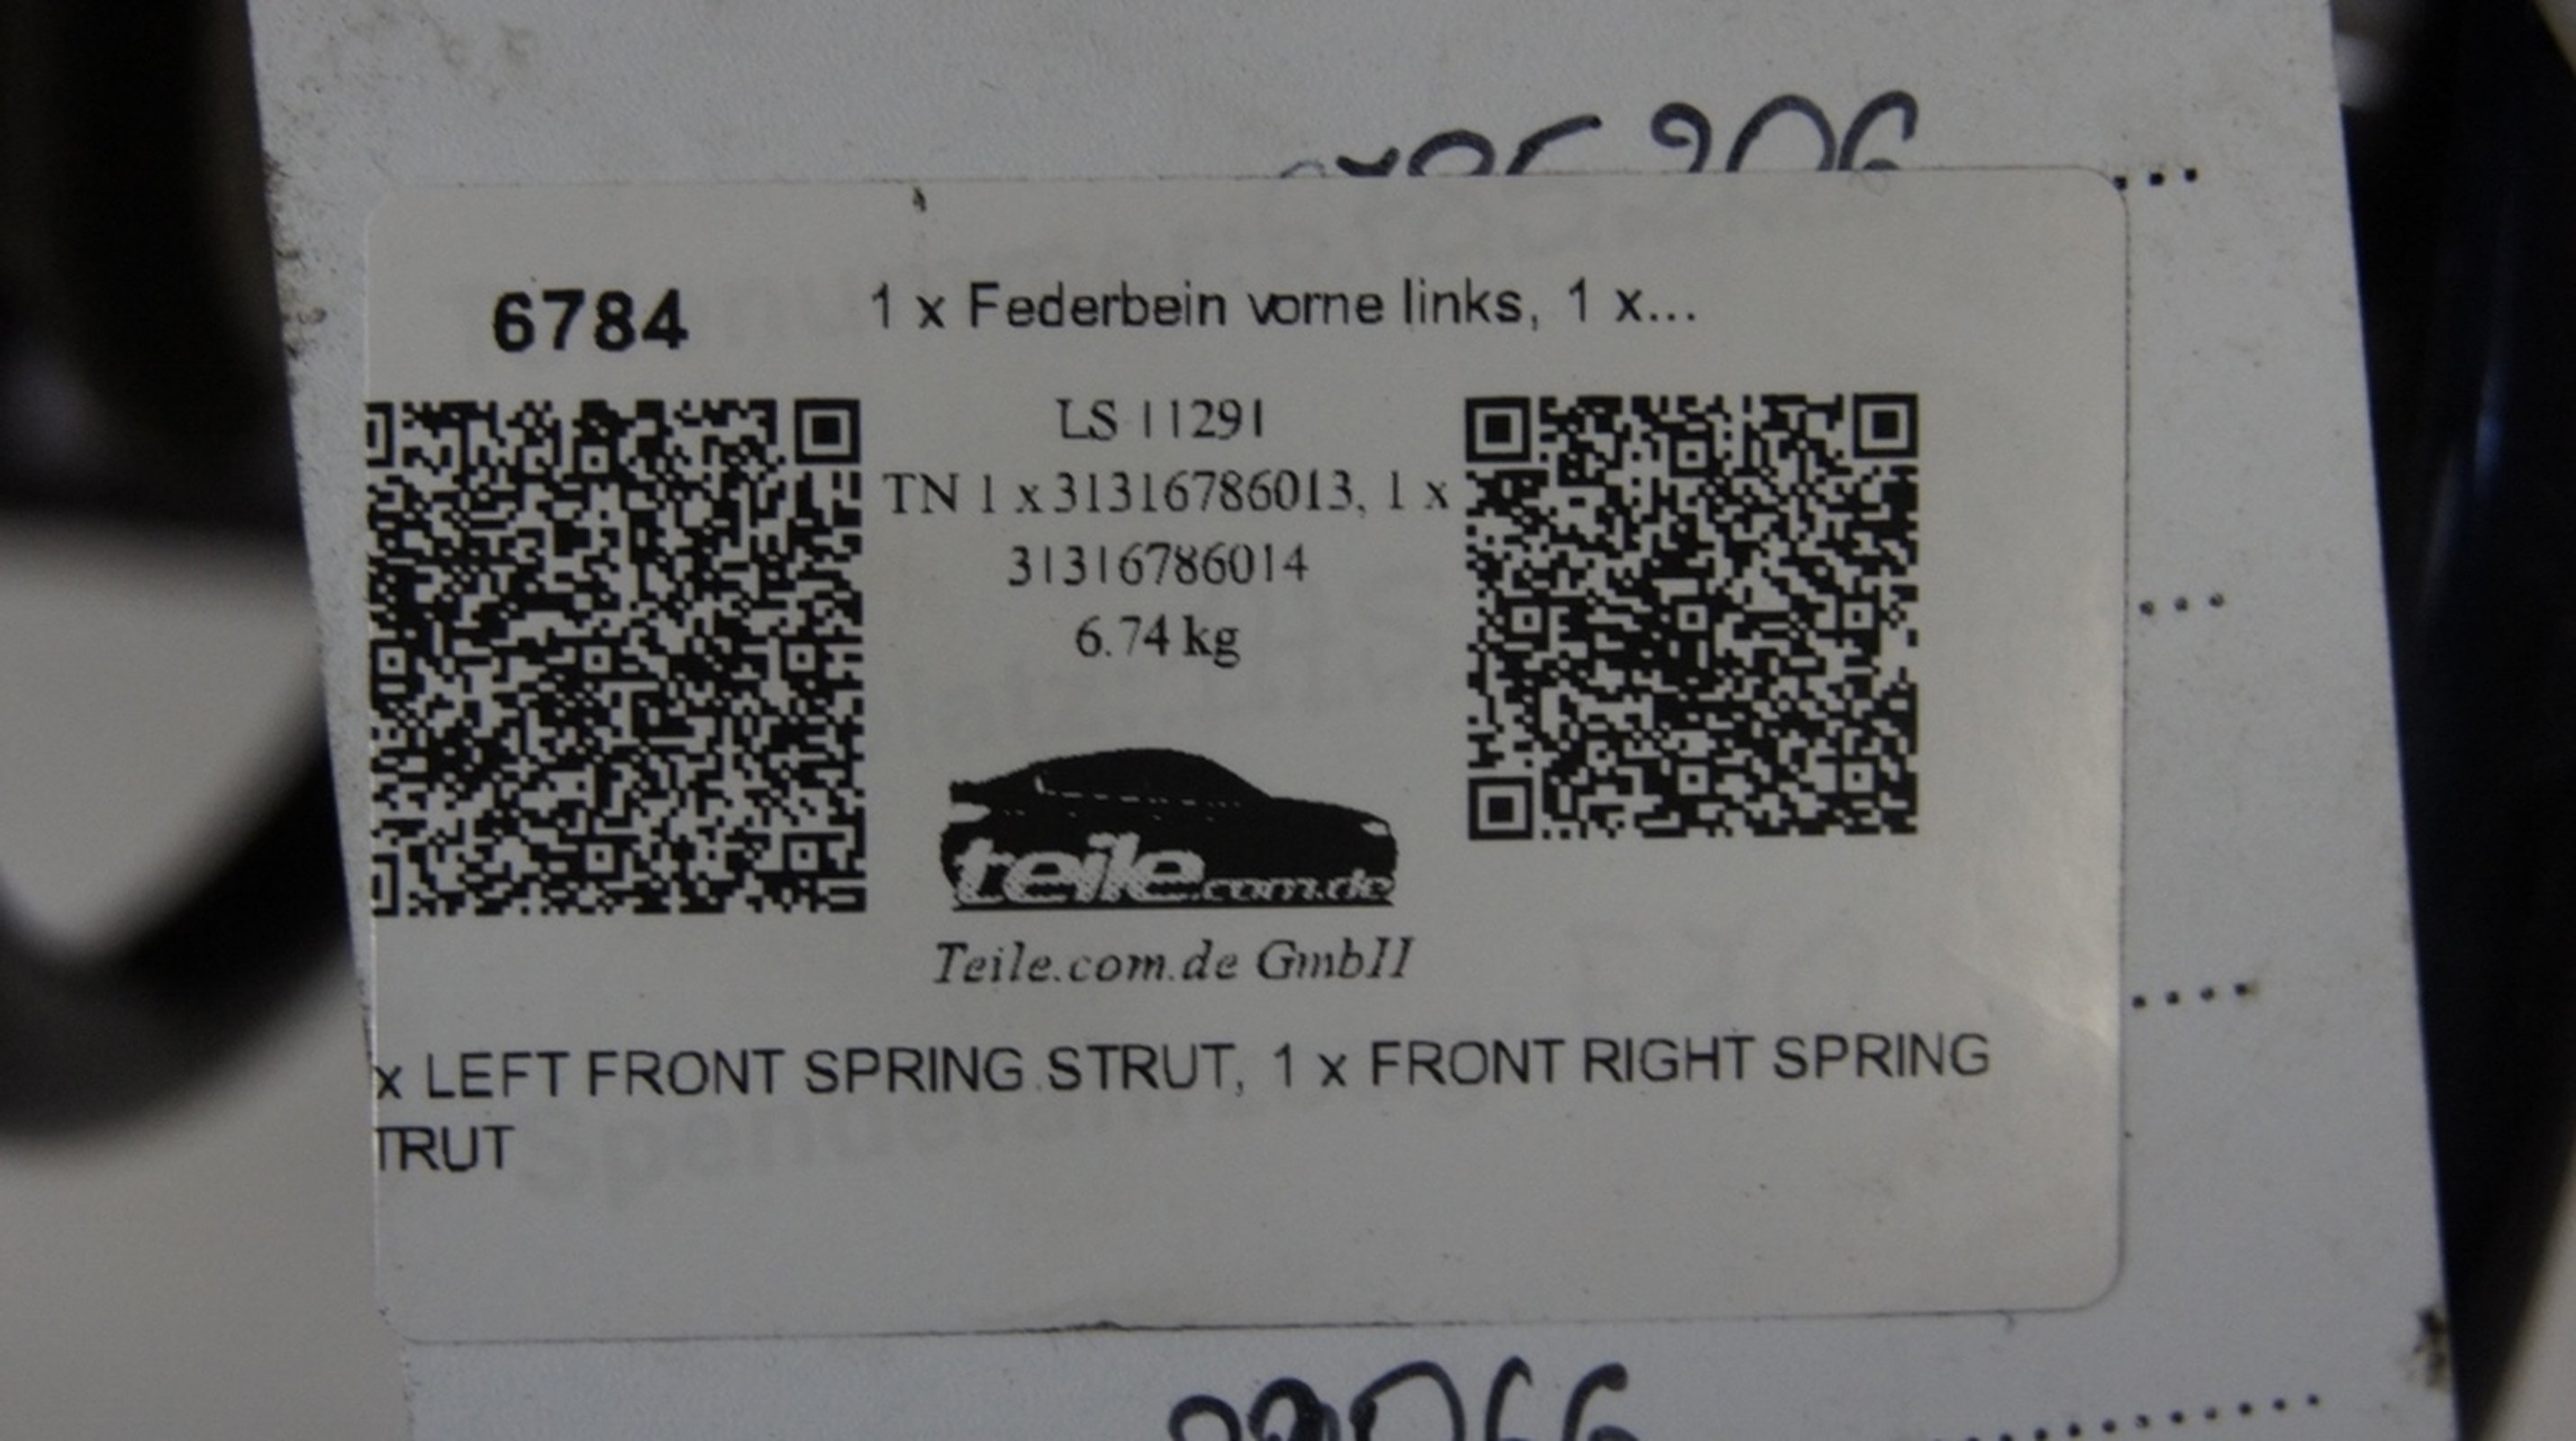 6784
1 x Federbein vorne links, 1 x...
LS 11291
TN 1 x 31316786013, 1 x
31316786014
6.74 kg
teile.com.de
Teile.com.de GmbH
x LEFT FRONT SPRING STRUT, 1 x FRONT RIGHT SPRING
TRUT